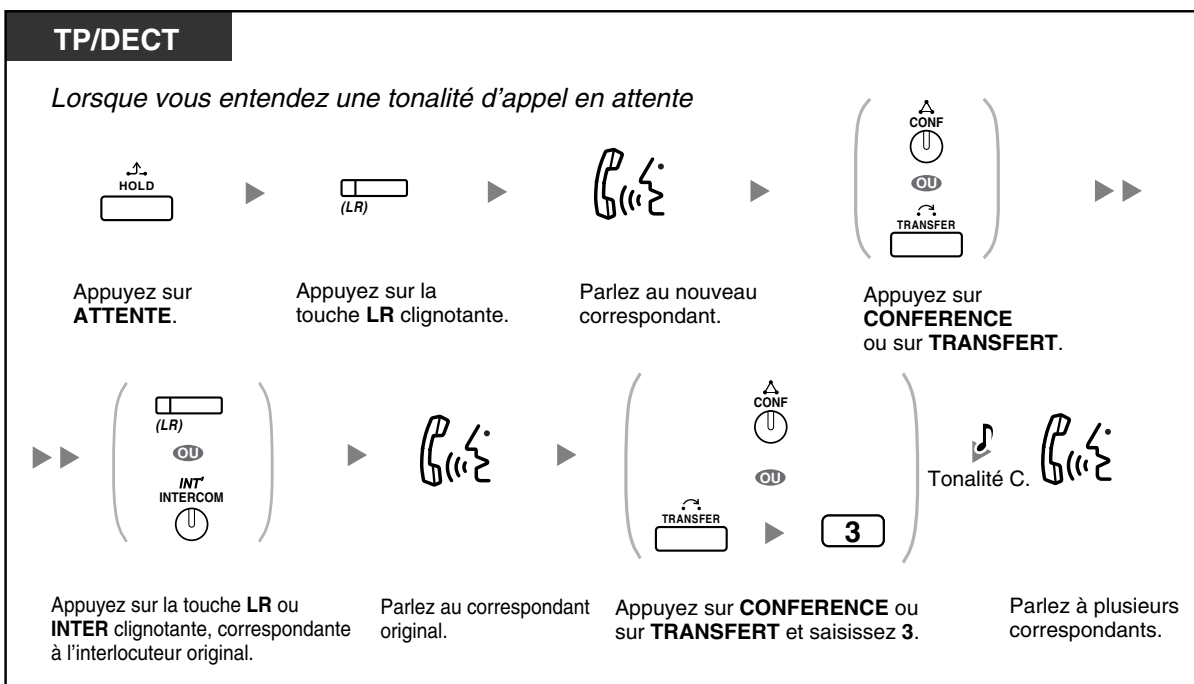 TP/DECT
Lorsque vous entendez une tonalité d'appel en attente
HOLD
(LR)
CONF
OU
TRANSFER
Appuyez sur
ATTENTE.
Appuyez sur la
touche LR clignotante.
Parlez au nouveau
correspondant.
Appuyez sur
CONFERENCE
ou sur TRANSFERT.
(LR)
OU
INT'
INTERCOM
CONF
OU
TRANSFER
3
Tonalité C.
Appuyez sur la touche LR ou
INTER clignotante, correspondante
à l'interlocuteur original.
Parlez au correspondant
original.
Appuyez sur CONFERENCE ou
sur TRANSFERT et saisissez 3.
Parlez à plusieurs
correspondants.